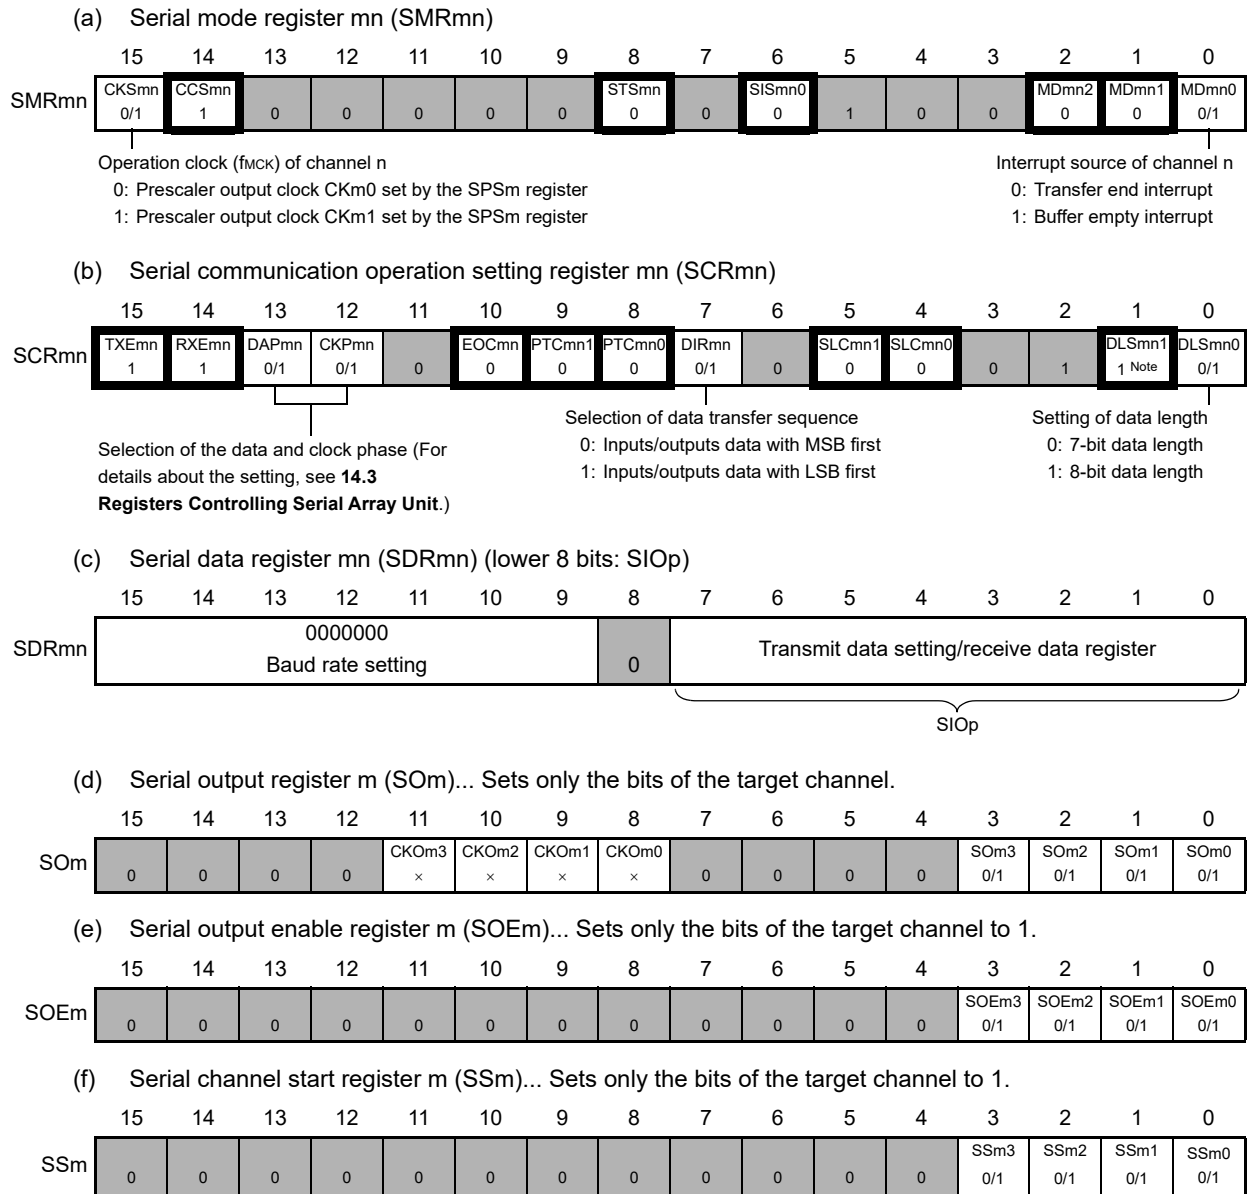 (a) Serial mode register mn (SMRmn)
15 14 13 12 11 10 9 8 7 6 5 4 3 2 1 0
SMRmn CKSmn CCSmn STSmn SISmn0 MDmn2 MDmn1 MDmn0
0/1 1 0 0 0 0 0 0 0 0 1 0 0 0 0 0/1
Operation clock (fMCK) of channel n
0: Prescaler output clock CKm0 set by the SPSm register
1: Prescaler output clock CKm1 set by the SPSm register
Interrupt source of channel n
0: Transfer end interrupt
1: Buffer empty interrupt
(b) Serial communication operation setting register mn (SCRmn)
15 14 13 12 11 10 9 8 7 6 5 4 3 2 1 0
SCRmn TXEmn RXEmn DAPmn CKPmn EOCmn PTCmn1 PTCmn0 DIRmn SLCmn1 SLCmn0 DLSmn1 DLSmn0
1 1 0/1 0/1 0 0 0 0 0/1 0 0 0 0 1 1 Note 0/1
Selection of the data and clock phase (For
details about the setting, see 14.3
Registers Controlling Serial Array Unit.)
Selection of data transfer sequence
0: Inputs/outputs data with MSB first
1: Inputs/outputs data with LSB first
Setting of data length
0: 7-bit data length
1: 8-bit data length
(c) Serial data register mn (SDRmn) (lower 8 bits: SIOp)
15 14 13 12 11 10 9 8 7 6 5 4 3 2 1 0
SDRmn
0000000
Baud rate setting
0
Transmit data setting/receive data register
SIOp
(d) Serial output register m (SOm)... Sets only the bits of the target channel.
15 14 13 12 11 10 9 8 7 6 5 4 3 2 1 0
SOm CKOm3 CKOm2 CKOm1 CKOm0 SOm3 SOm2 SOm1 SOm0
0 0 0 0 × × × × 0 0 0 0 0/1 0/1 0/1 0/1
(e) Serial output enable register m (SOEm)... Sets only the bits of the target channel to 1.
15 14 13 12 11 10 9 8 7 6 5 4 3 2 1 0
SOEm SOEm3 SOEm2 SOEm1 SOEm0
0 0 0 0 0 0 0 0 0 0 0 0 0/1 0/1 0/1 0/1
(f) Serial channel start register m (SSm)... Sets only the bits of the target channel to 1.
15 14 13 12 11 10 9 8 7 6 5 4 3 2 1 0
SSm SSm3 SSm2 SSm1 SSm0
0 0 0 0 0 0 0 0 0 0 0 0 0/1 0/1 0/1 0/1